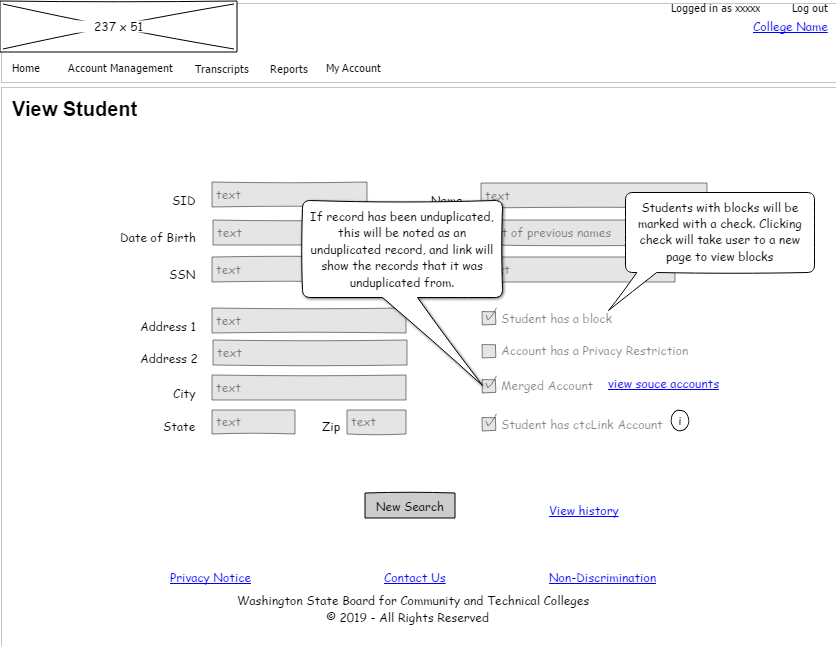 Logged in as xxxxx Log out
237 x 51
College Name
Home Account Management Transcripts Reports My Account
View Student
SID text
Name text
Date of Birth text
of previous names
SSN text
If record has been unduplicated,
this will be noted as an
unduplicated record, and link will
show the records that it was
unduplicated from.
Students with blocks will be
marked with a check. Clicking
check will take user to a new
page to view blocks
Address 1 text
Student has a block
Address 2 text
Account has a Privacy Restriction
City text
Merged Account view souce accounts
State text Zip text
Student has ctcLink Account i
New Search View history
Privacy Notice Contact Us Non-Discrimination
Washington State Board for Community and Technical Colleges
© 2019 - All Rights Reserved